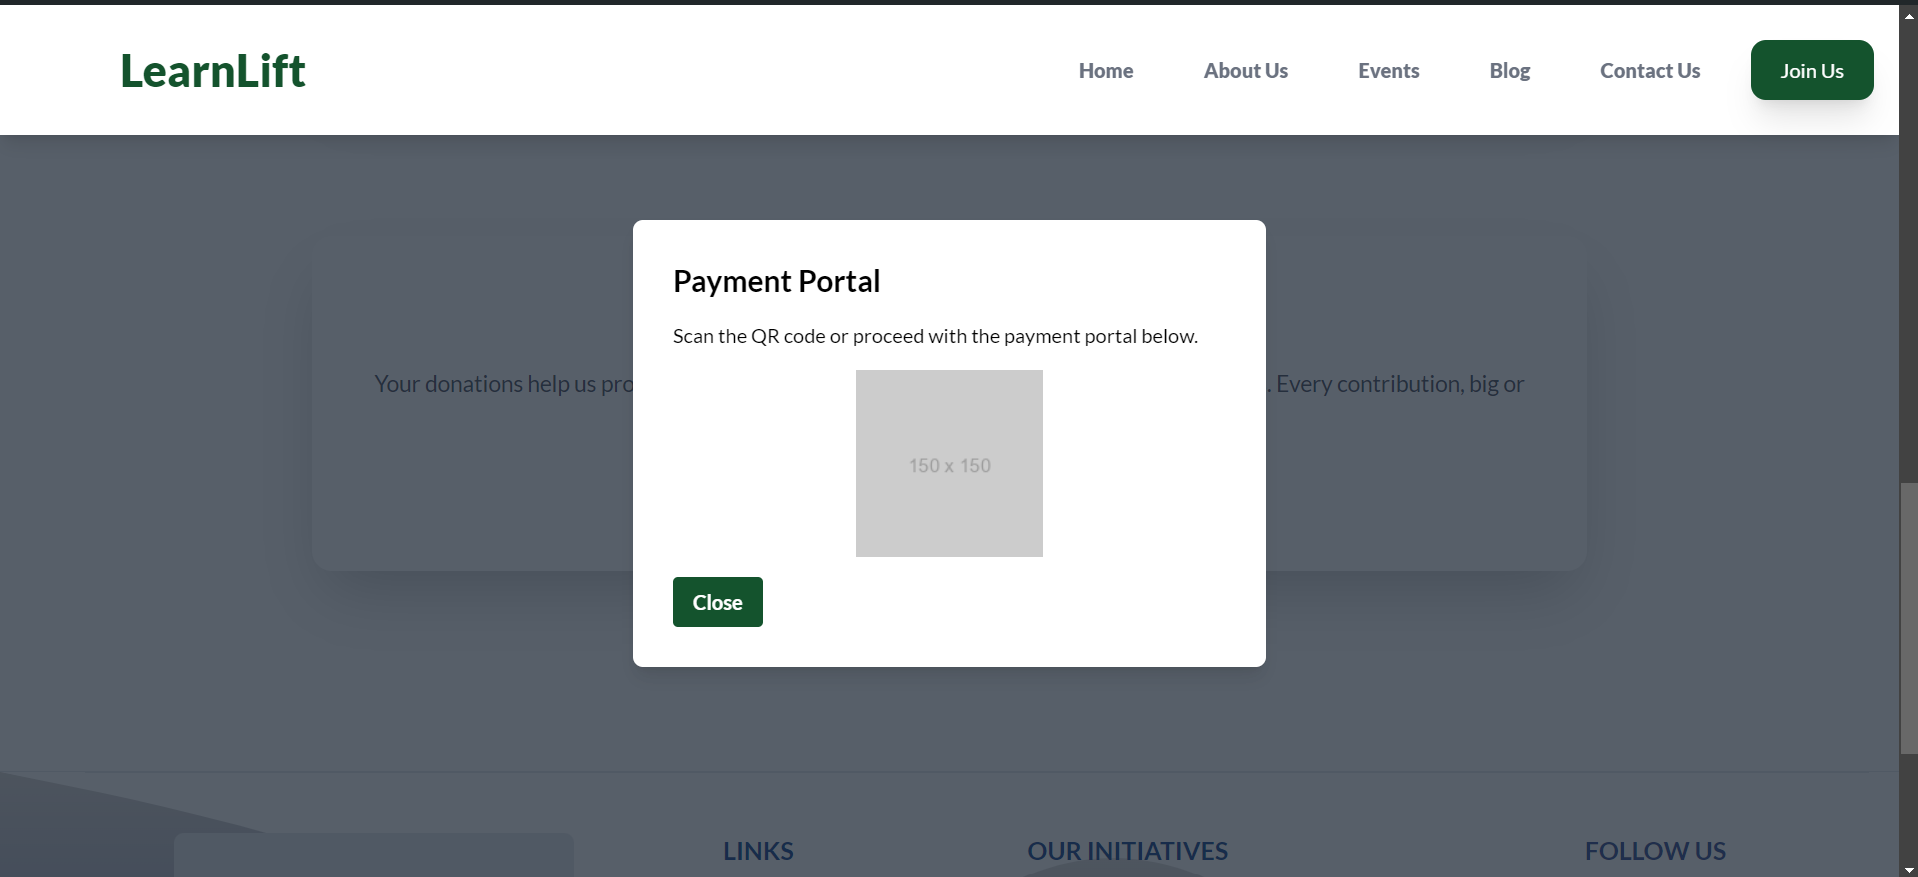 LearnLift
Home About Us Events Blog Contact Us Join Us
Payment Portal
Scan the QR code or proceed with the payment portal below.
Your donations help us pro . Every contribution, big or
150 x 150
Close
LINKS OUR INITIATIVES FOLLOW US